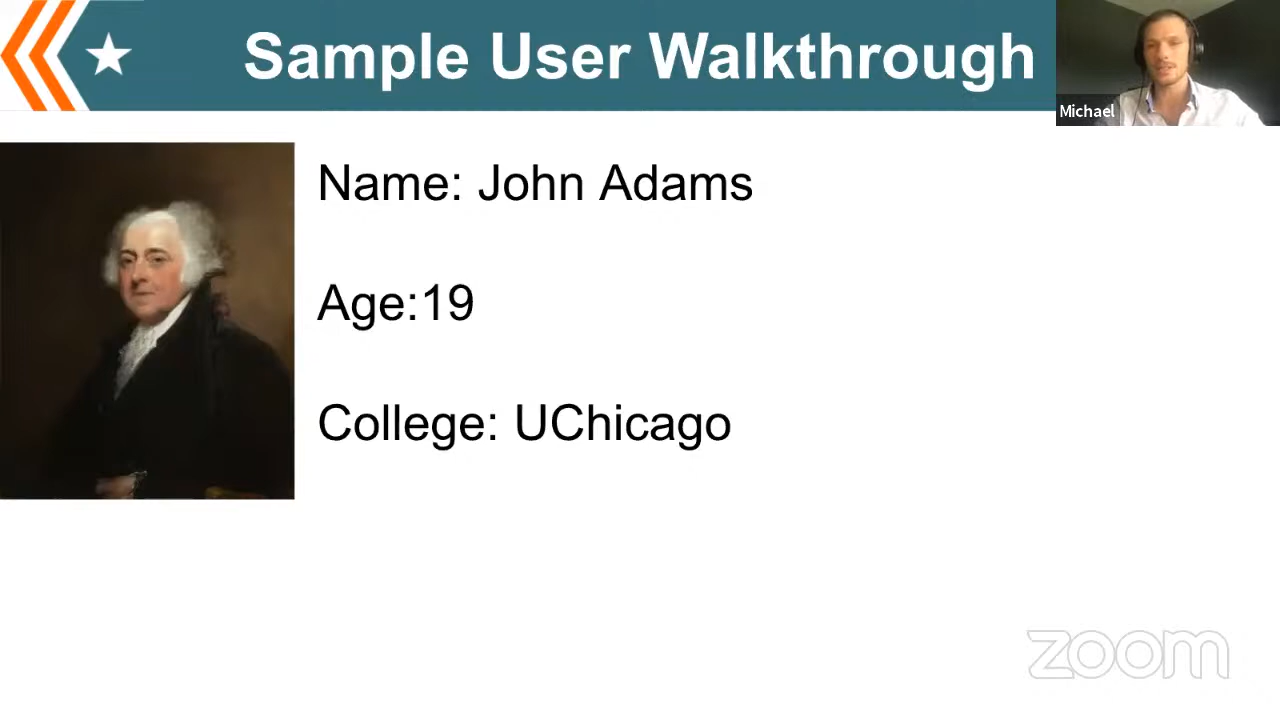 Sample User Walkthrough
Michael
Name: John Adams
Age:19
College: UChicago
zoom